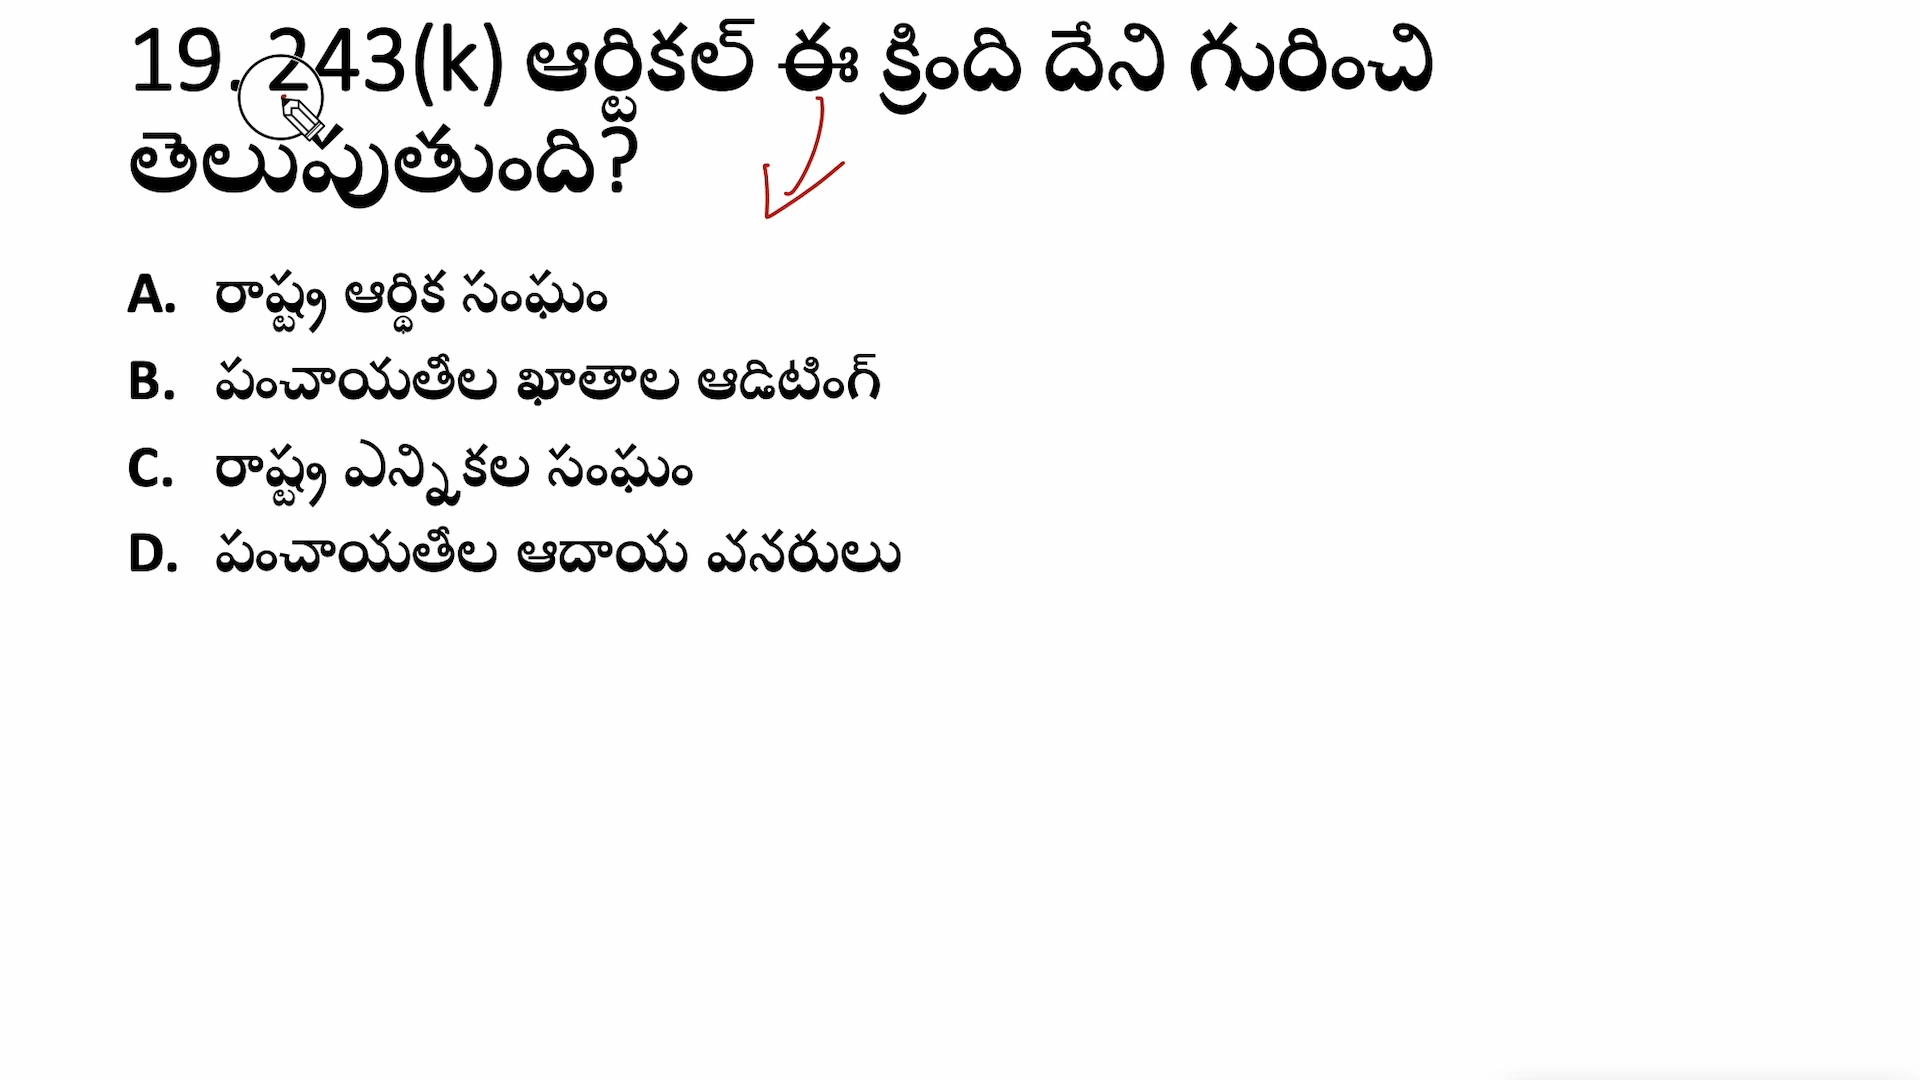 19. 243(k) ఆర్టికల్ ఈ క్రింది దేని గురించి
తెలుపుతుంది?
A. రాష్ట్ర ఆర్థిక సంఘం
B. పంచాయతీల ఖాతాల ఆడిటింగ్
C. రాష్ట్ర ఎన్నికల సంఘం
D. పంచాయతీల ఆదాయ వనరులు